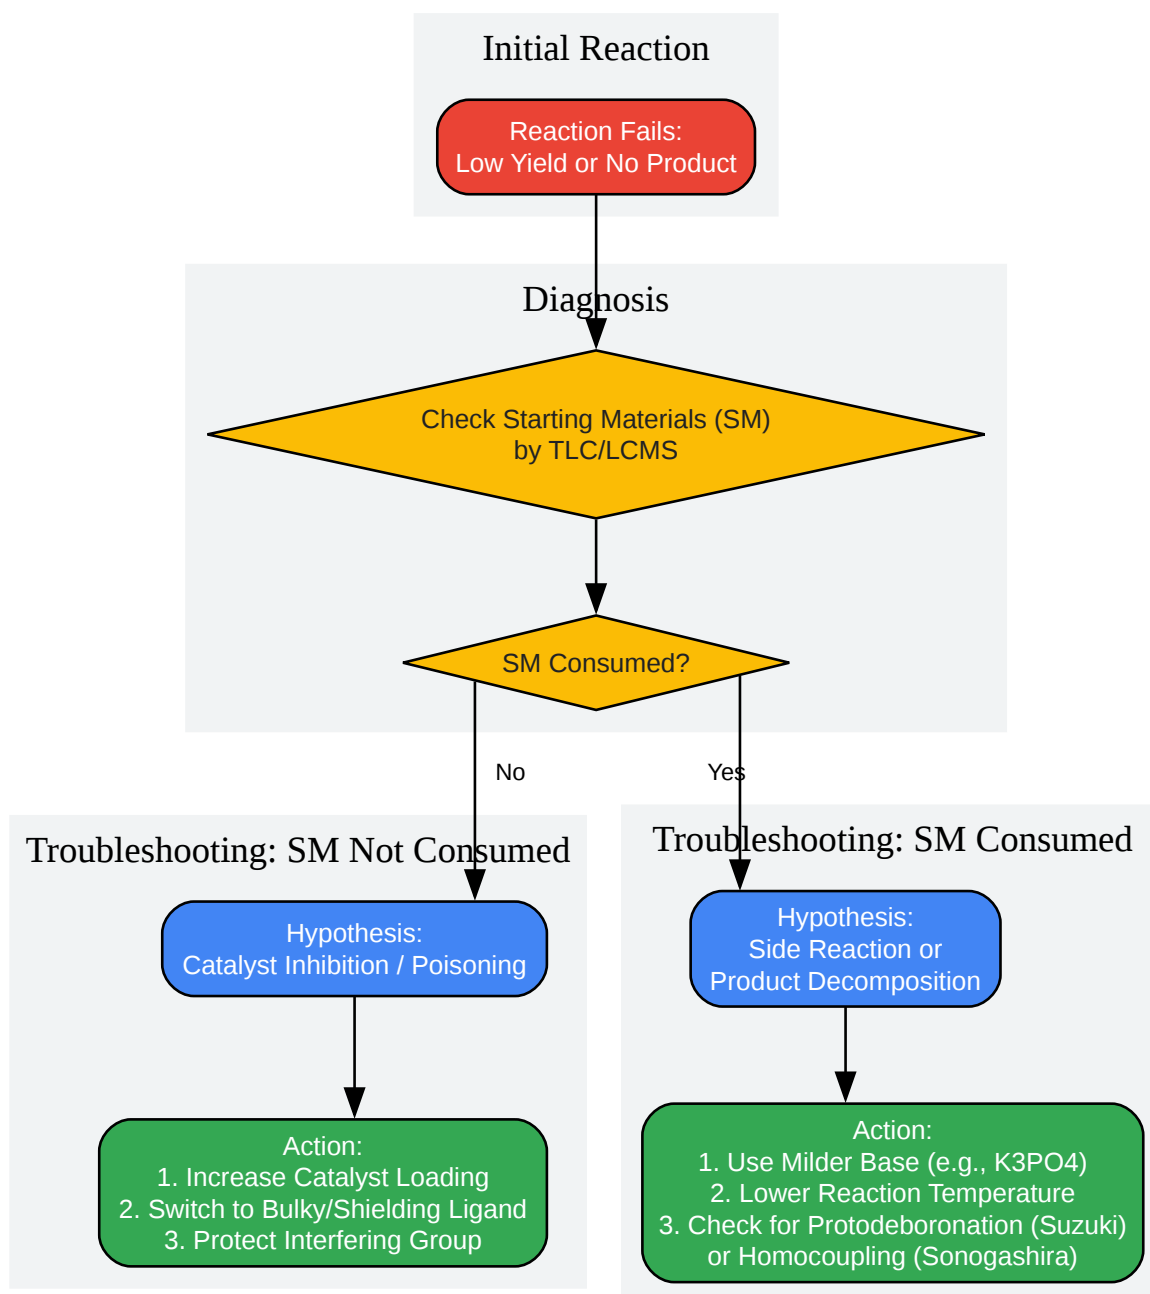 Initial Reaction
Reaction Fails:
Low Yield or No Product
Diagnosis
Check Starting Materials (SM)
by TLC/LCMS
SM Consumed?
No
Yes
Troubleshooting: SM Not Consumed
Hypothesis:
Catalyst Inhibition / Poisoning
Action:
1. Increase Catalyst Loading
2. Switch to Bulky/Shielding Ligand
3. Protect Interfering Group
Troubleshooting: SM Consumed
Hypothesis:
Side Reaction or
Product Decomposition
Action:
1. Use Milder Base (e.g., K3PO4)
2. Lower Reaction Temperature
3. Check for Protodeboronation (Suzuki)
or Homocoupling (Sonogashira)